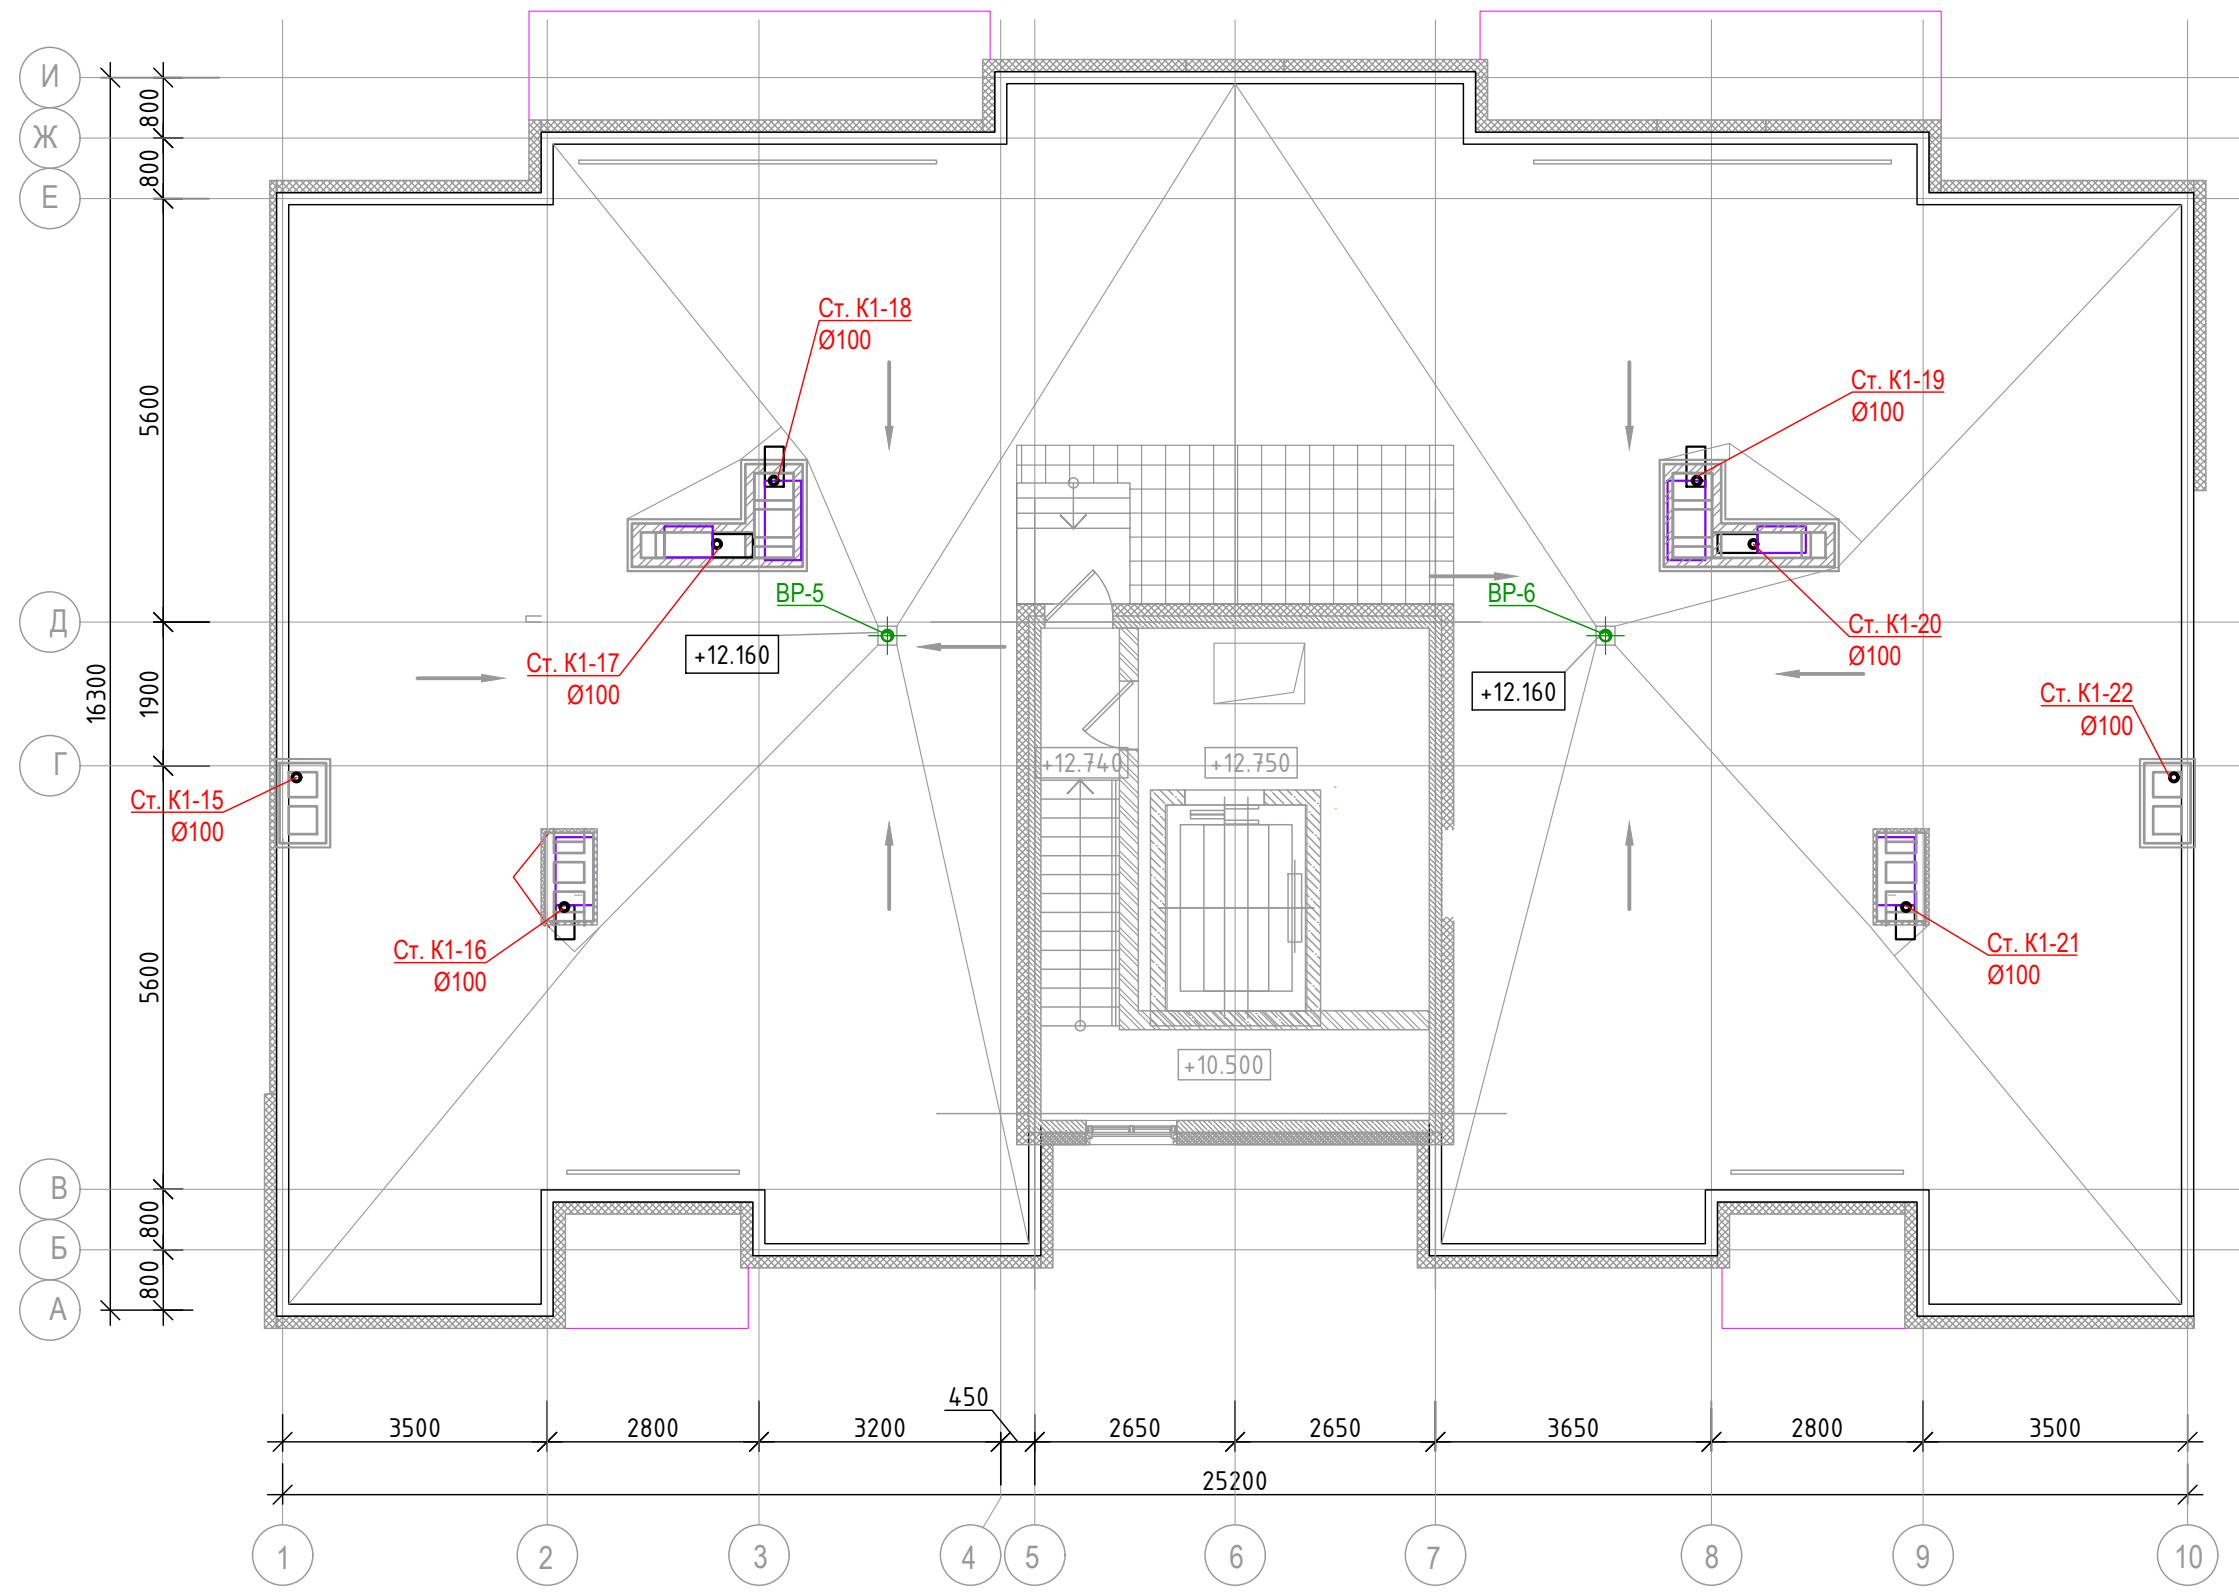 И
Ж
Е
Д
Г
В
Б
А
800
800
5600
1900
5600
800
800
16300
Ст. К1-18
Ø100
Ст. К1-19
Ø100
ВР-5
ВР-6
Ст. К1-17
Ø100
+12.160
Ст. К1-20
Ø100
+12.160
Ст. К1-22
Ø100
+12.740
+12.750
Ст. К1-15
Ø100
Ст. К1-16
Ø100
Ст. К1-21
Ø100
+10.500
450
3500
2800
3200
2650
2650
3650
2800
3500
25200
1
2
3
4
5
6
7
8
9
10